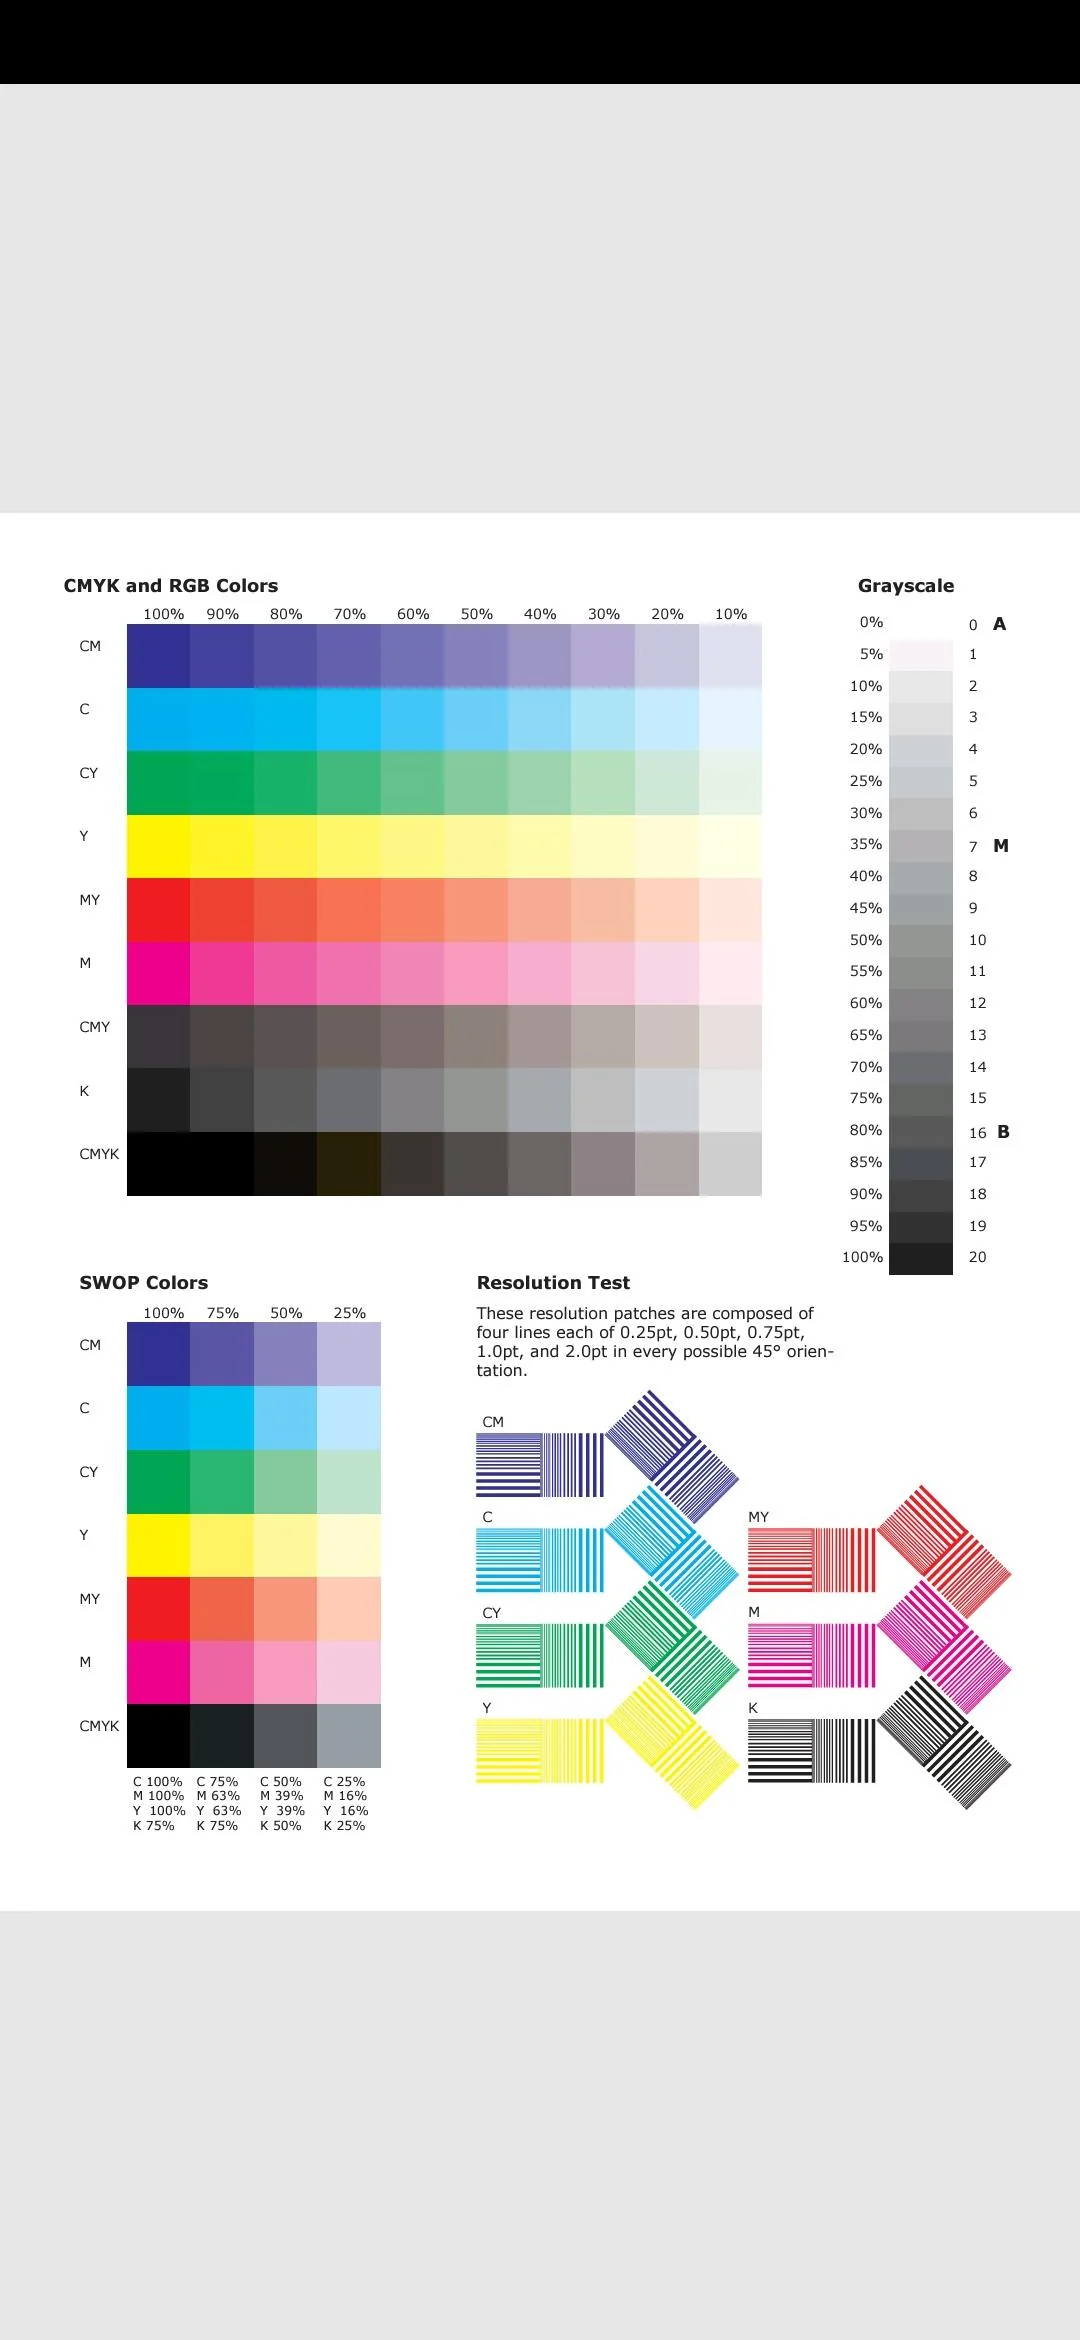 CMYK and RGB Colors
100% 90% 80% 70% 60% 50% 40% 30% 20% 10%
CM
C
CY
Y
MY
M
CMY
K
CMYK
Grayscale
0% 0 A
5% 1
10% 2
15% 3
20% 4
25% 5
30% 6
35% 7 M
40% 8
45% 9
50% 10
55% 11
60% 12
65% 13
70% 14
75% 15
80% 16 B
85% 17
90% 18
95% 19
100% 20
SWOP Colors
100% 75% 50% 25%
CM
C
CY
Y
MY
M
CMYK
C 100% C 75% C 50% C 25%
M 100% M 63% M 39% M 16%
Y 100% Y 63% Y 39% Y 16%
K 75% K 75% K 50% K 25%
Resolution Test
These resolution patches are composed of
four lines each of 0.25pt, 0.50pt, 0.75pt,
1.0pt, and 2.0pt in every possible 45° orien-
tation.
CM
C
CY
Y
MY
M
K